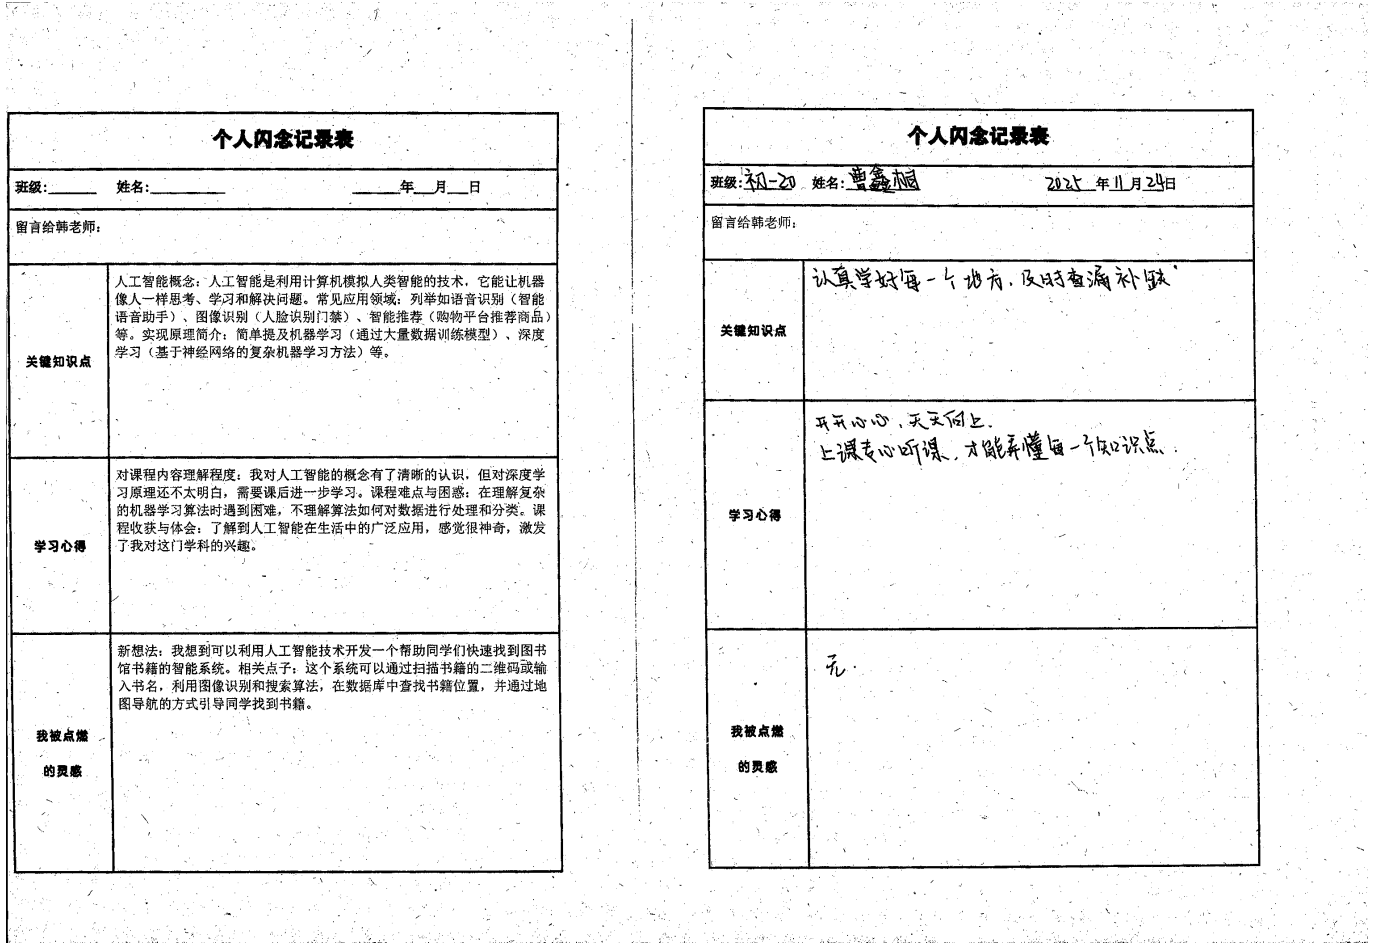 个人闪念记录表
班级:______ 姓名:__________ ______年___月___日
留言给韩老师：
关键知识点
人工智能概念：人工智能是利用计算机模拟人类智能的技术，它能让机器
像人一样思考、学习和解决问题。常见应用领域：列举如语音识别（智能
语音助手）、图像识别（人脸识别门禁）、智能推荐（购物平台推荐商品）
等。实现原理简介：简单提及机器学习（通过大量数据训练模型）、深度
学习（基于神经网络的复杂机器学习方法）等。
学习心得
对课程内容理解程度：我对人工智能的概念有了清晰的认识，但对深度学
习原理还不太明白，需要课后进一步学习。课程难点与困惑：在理解复杂
的机器学习算法时遇到困难，不理解算法如何对数据进行处理和分类。课
程收获与体会：了解到人工智能在生活中的广泛应用，感觉很神奇，激发
了我对这门学科的兴趣。
我被点燃
的灵感
新想法：我想到可以利用人工智能技术开发一个帮助同学们快速找到图书
馆书籍的智能系统。相关点子：这个系统可以通过扫描书籍的二维码或输
入书名，利用图像识别和搜索算法，在数据库中查找书籍位置，并通过地
图导航的方式引导同学找到书籍。
个人闪念记录表
班级:初一20 姓名:曹鑫桐 2025年11月24日
留言给韩老师：
关键知识点
认真学好每一个地方，及时查漏补缺。
学习心得
开开心心，天天向上.
上课专心听课，才能弄懂每一个知识点.
我被点燃
的灵感
无.